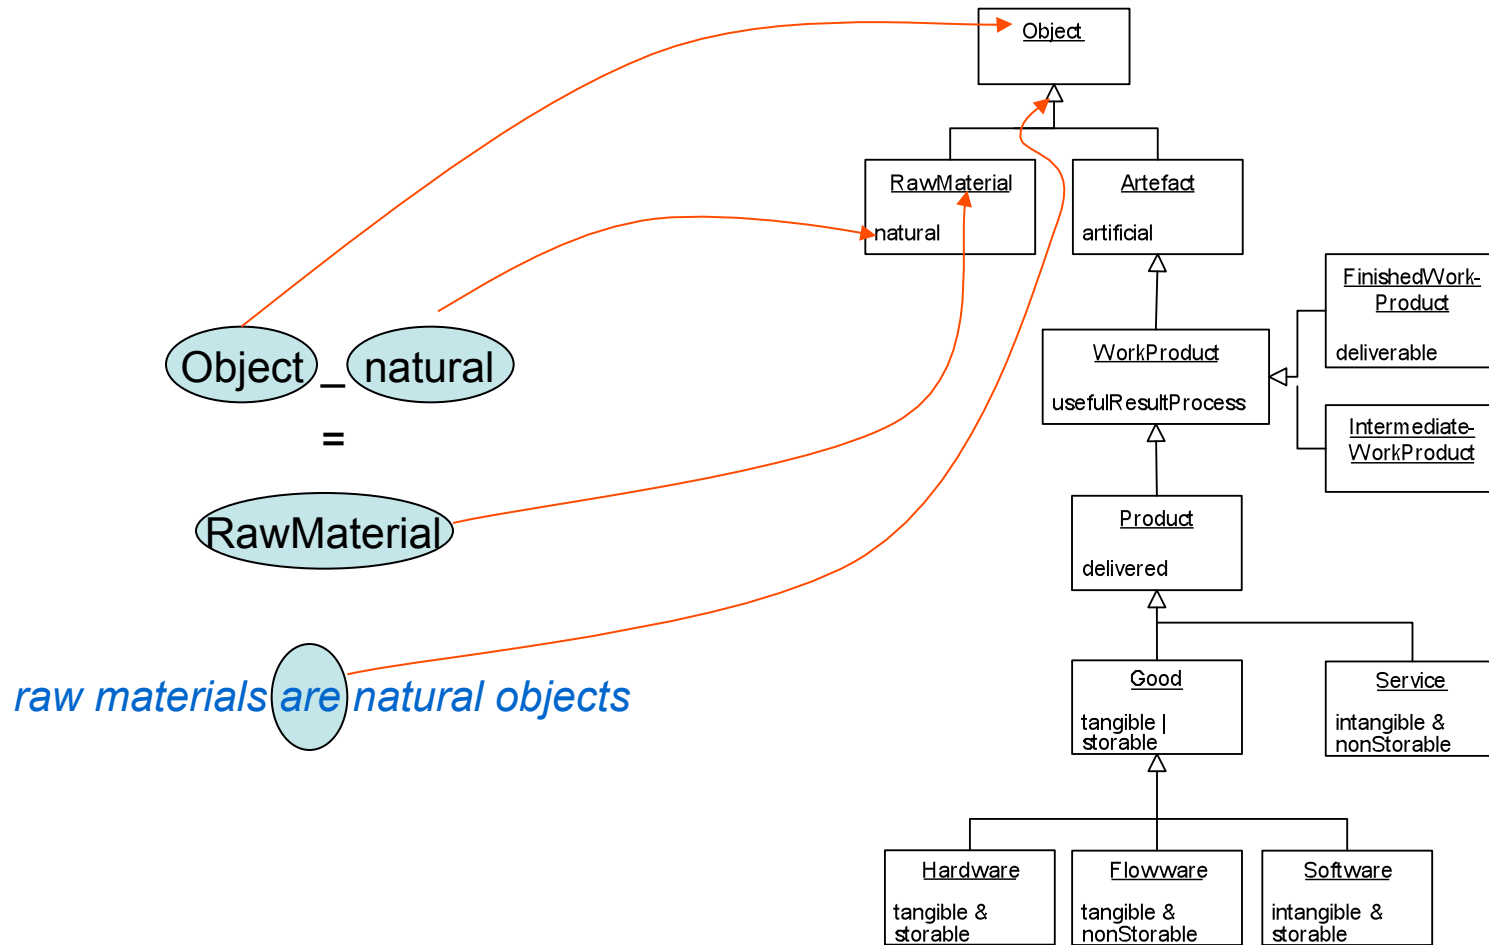 Object
RawMaterial
natural
Artefact
artificial
FinishedWork-
Product
deliverable
WorkProduct
usefulResultProcess
Intermediate-
WorkProduct
Object _ natural
=
RawMaterial
raw materials are natural objects
Product
delivered
Good
tangible |
storable
Service
intangible &
nonStorable
Hardware
tangible &
storable
Flowware
tangible &
nonStorable
Software
intangible &
storable